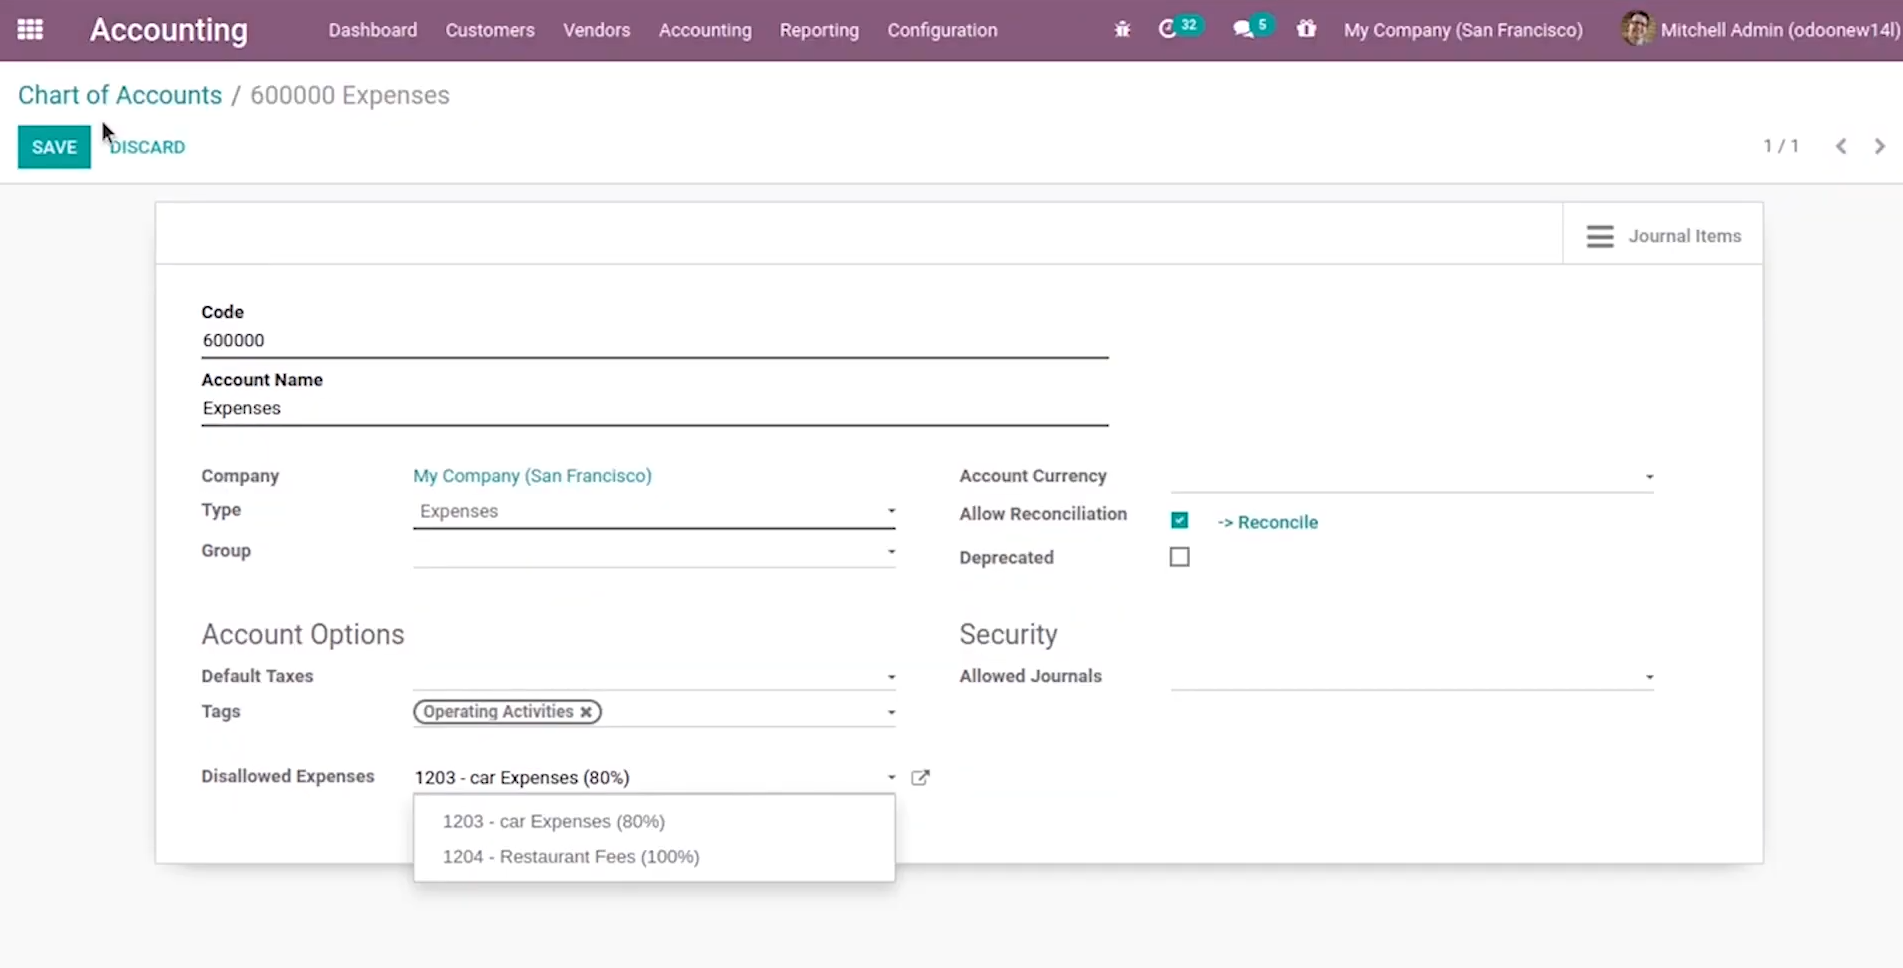 Accounting Dashboard Customers Vendors Accounting Reporting Configuration 32 5 My Company (San Francisco) Mitchell Admin (odoonew14l)
Chart of Accounts / 600000 Expenses
SAVE DISCARD 1 / 1
Journal Items
Code
600000
Account Name
Expenses
Company My Company (San Francisco) Account Currency
Type Expenses Allow Reconciliation -> Reconcile
Group Deprecated
Account Options Security
Default Taxes Allowed Journals
Tags Operating Activities
Disallowed Expenses 1203 - car Expenses (80%)
1203 - car Expenses (80%)
1204 - Restaurant Fees (100%)